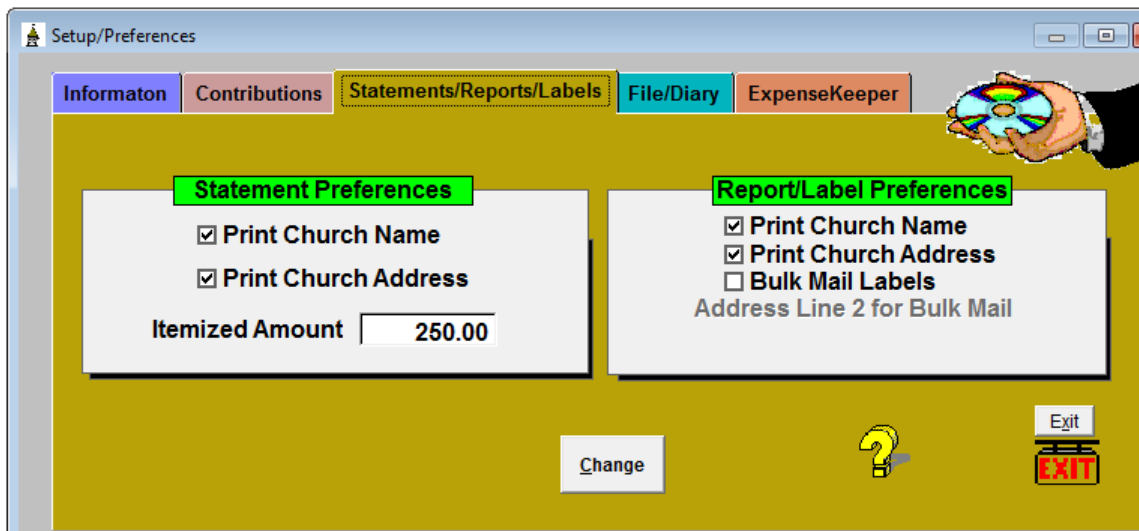 Setup/Preferences
Informaton Contributions Statements/Reports/Labels File/Diary ExpenseKeeper
Statement Preferences
Print Church Name
Print Church Address
Itemized Amount 250.00
Report/Label Preferences
Print Church Name
Print Church Address
Bulk Mail Labels
Address Line 2 for Bulk Mail
Change
Exit
EXIT